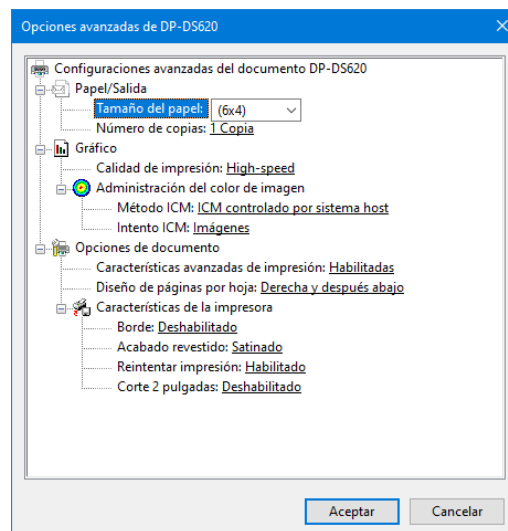 Opciones avanzadas de DP-DS620
Configuraciones avanzadas del documento DP-DS620
Papel/Salida
Tamaño del papel: (6x4)
Número de copias: 1 Copia
Gráfico
Calidad de impresión: High-speed
Administración del color de imagen
Método ICM: ICM controlado por sistema host
Intento ICM: Imágenes
Opciones de documento
Características avanzadas de impresión: Habilitadas
Diseño de páginas por hoja: Derecha y después abajo
Características de la impresora
Borde: Deshabilitado
Acabado revestido: Satinado
Reintentar impresión: Habilitado
Corte 2 pulgadas: Deshabilitado
Aceptar Cancelar